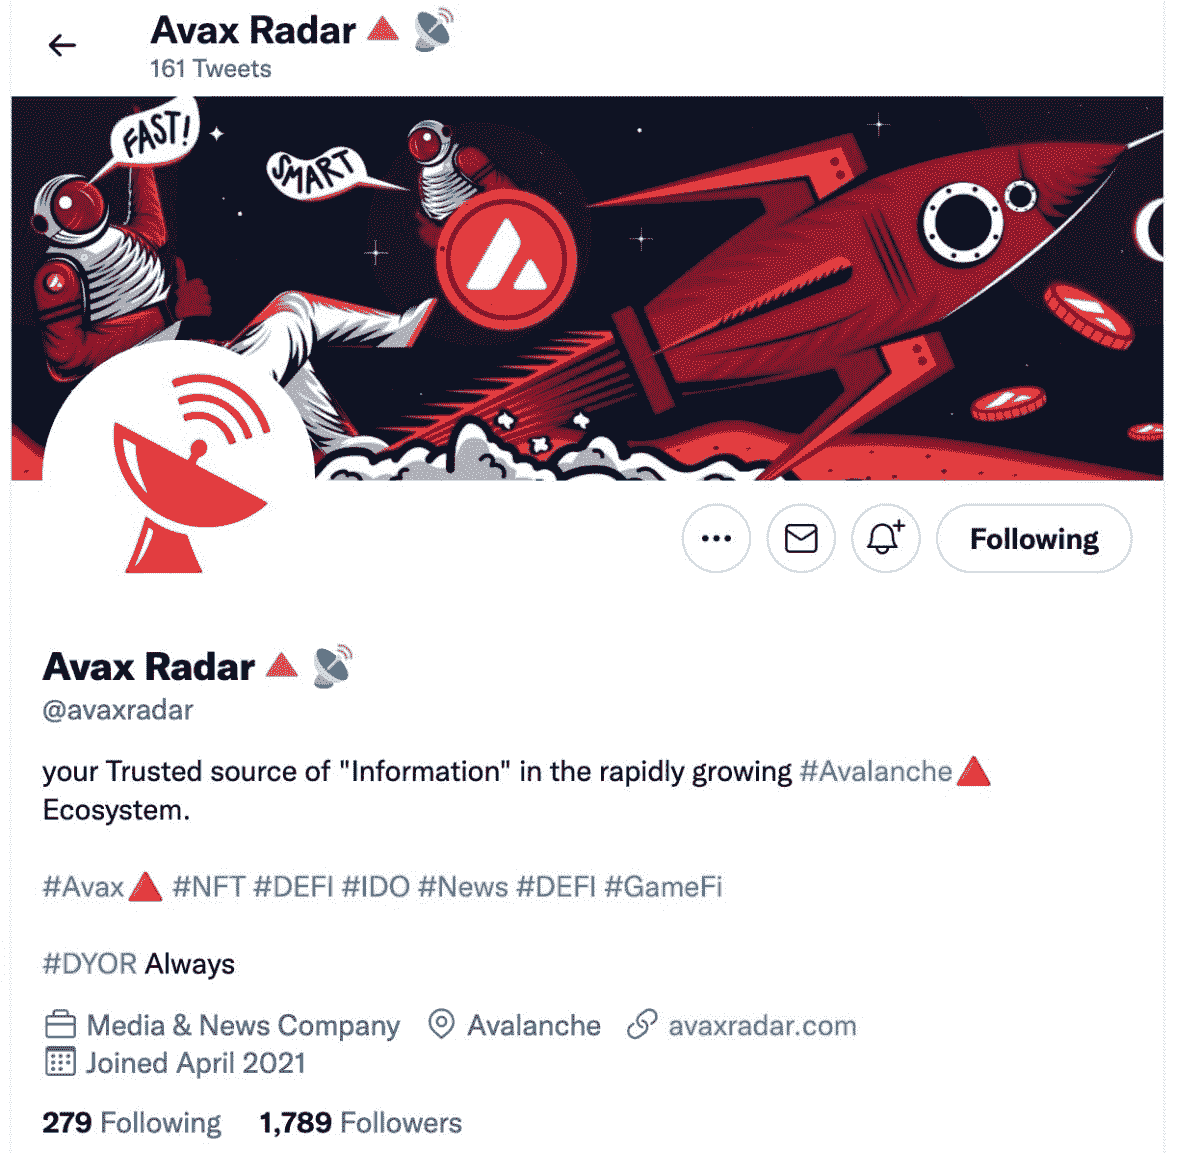 Avax Radar🔺📡
161 Tweets
FAST!
SMART
Following
Avax Radar🔺📡
@avaxradar
your Trusted source of "Information" in the rapidly growing #Avalanche🔺
Ecosystem.
#Avax🔺 #NFT #DEFI #IDO #News #DEFI #GameFi
#DYOR Always
Media & News Company Avalanche avaxradar.com
Joined April 2021
279 Following 1,789 Followers